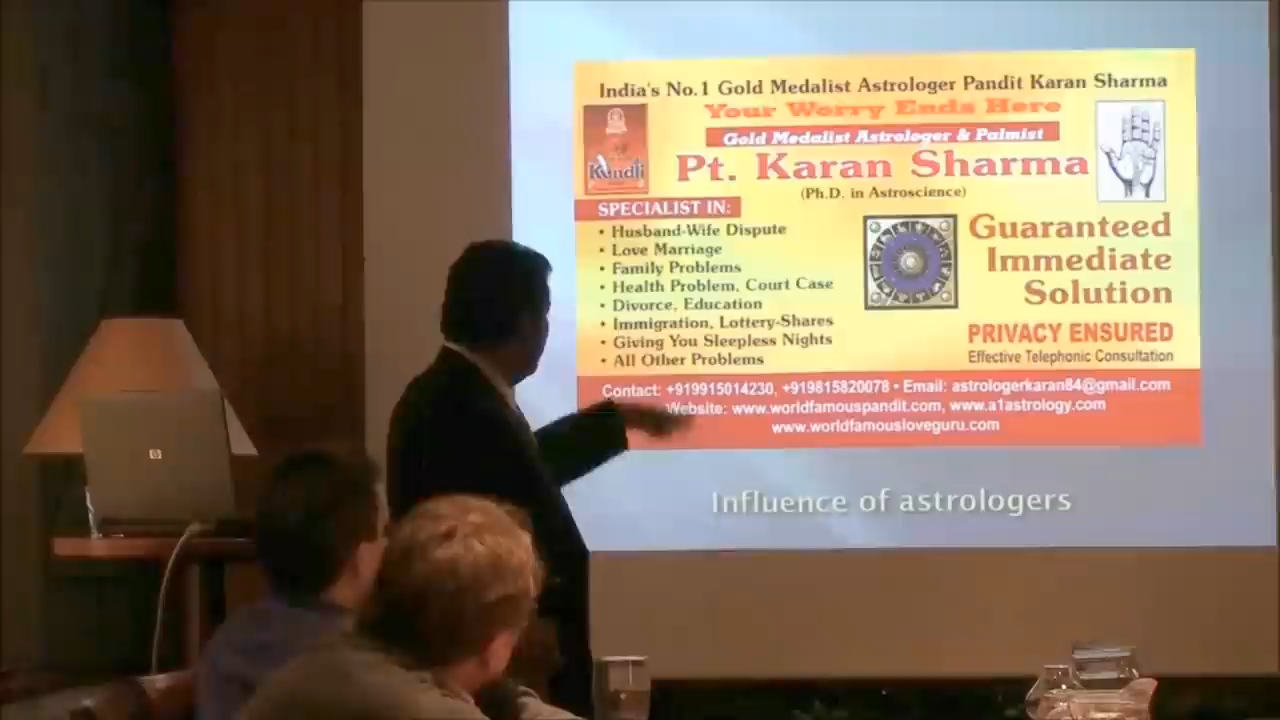 India's No.1 Gold Medalist Astrologer Pandit Karan Sharma
Your Worry Ends Here
Gold Medalist Astrologer & Palmist
Kundli
Pt. Karan Sharma
(Ph.D. in Astroscience)
SPECIALIST IN:
• Husband-Wife Dispute
• Love Marriage
• Family Problems
• Health Problem, Court Case
• Divorce, Education
• Immigration, Lottery-Shares
• Giving You Sleepless Nights
• All Other Problems
Guaranteed
Immediate
Solution
PRIVACY ENSURED
Effective Telephonic Consultation
Contact: +919915014230, +919815820078 • Email: astrologerkaran84@gmail.com
Website: www.worldfamouspandit.com, www.a1astrology.com
www.worldfamousloveguru.com
Influence of astrologers
hp